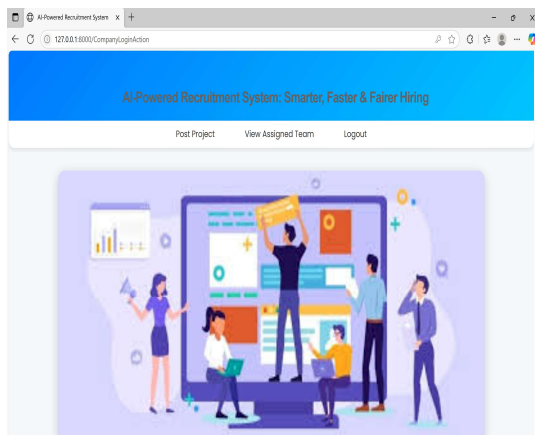 AI-Powered Recruitment System
127.0.0.1:8000/CompanyLoginAction
AI-Powered Recruitment System: Smarter, Faster & Fairer Hiring
Post Project View Assigned Team Logout